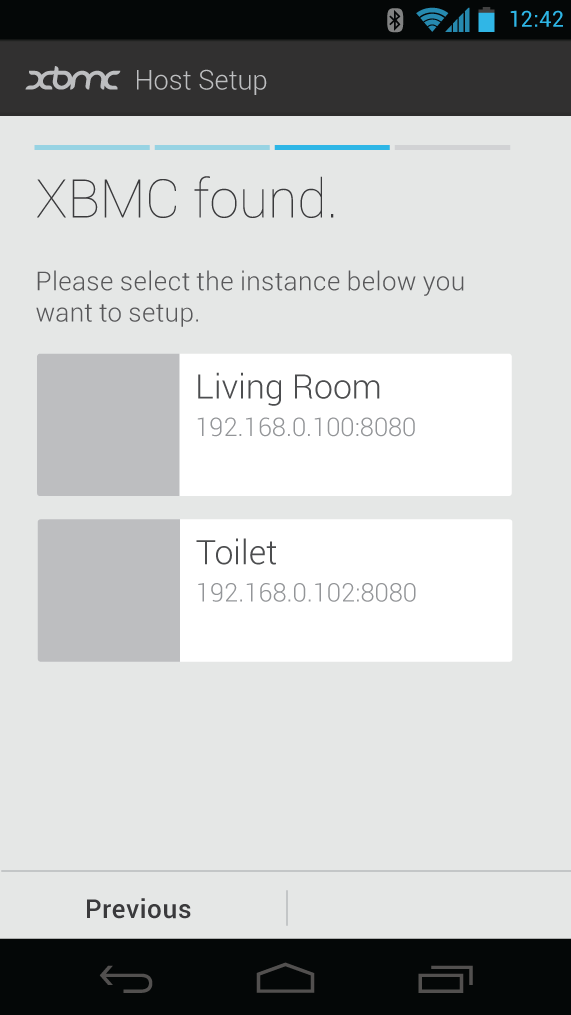 12:42
xbmc Host Setup
XBMC found.
Please select the instance below you
want to setup.
Living Room
192.168.0.100:8080
Toilet
192.168.0.102:8080
Previous